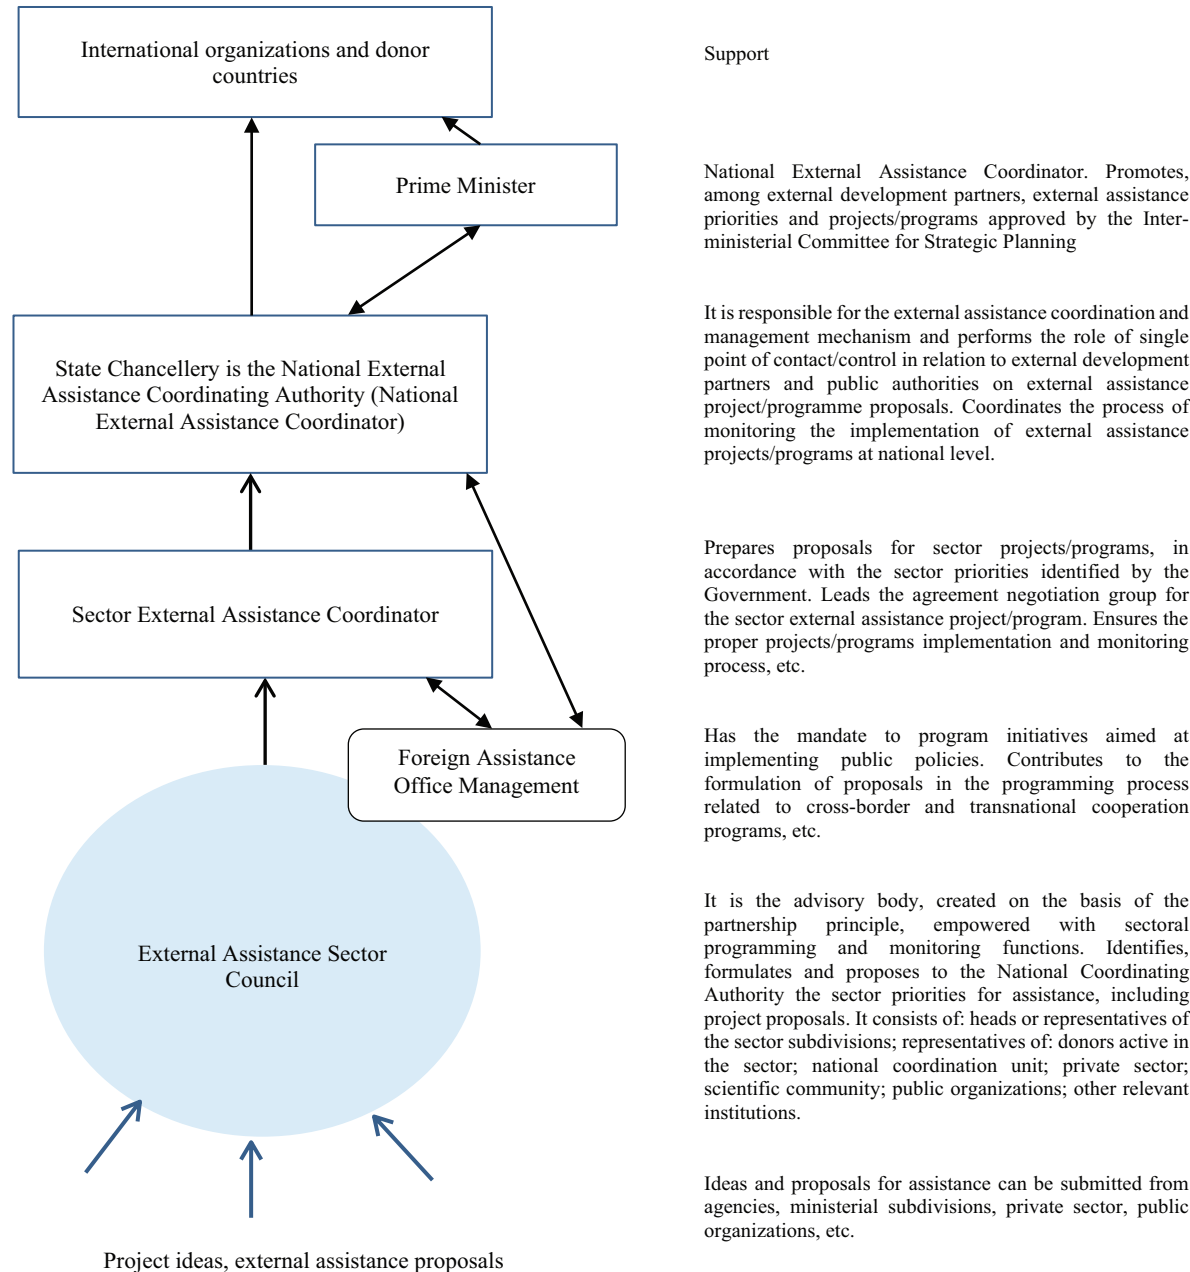 International organizations and donor
countries
Support
Prime Minister
National External Assistance Coordinator. Promotes,
among external development partners, external assistance
priorities and projects/programs approved by the Inter-
ministerial Committee for Strategic Planning
State Chancellery is the National External
Assistance Coordinating Authority (National
External Assistance Coordinator)
It is responsible for the external assistance coordination and
management mechanism and performs the role of single
point of contact/control in relation to external development
partners and public authorities on external assistance
project/programme proposals. Coordinates the process of
monitoring the implementation of external assistance
projects/programs at national level.
Sector External Assistance Coordinator
Prepares proposals for sector projects/programs, in
accordance with the sector priorities identified by the
Government. Leads the agreement negotiation group for
the sector external assistance project/program. Ensures the
proper projects/programs implementation and monitoring
process, etc.
Foreign Assistance
Office Management
Has the mandate to program initiatives aimed at
implementing public policies. Contributes to the
formulation of proposals in the programming process
related to cross-border and transnational cooperation
programs, etc.
External Assistance Sector
Council
It is the advisory body, created on the basis of the
partnership principle, empowered with sectoral
programming and monitoring functions. Identifies,
formulates and proposes to the National Coordinating
Authority the sector priorities for assistance, including
project proposals. It consists of: heads or representatives of
the sector subdivisions; representatives of: donors active in
the sector; national coordination unit; private sector;
scientific community; public organizations; other relevant
institutions.
Ideas and proposals for assistance can be submitted from
agencies, ministerial subdivisions, private sector, public
organizations, etc.
Project ideas, external assistance proposals